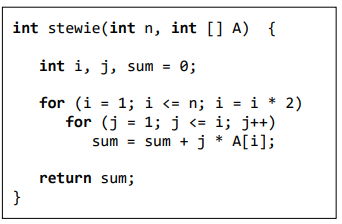 int stewie(int n, int [] A) {
int i, j, sum = 0;
for (i = 1; i <= n; i = i * 2)
for (j = 1; j <= i; j++)
sum = sum + j * A[i];
return sum;
}